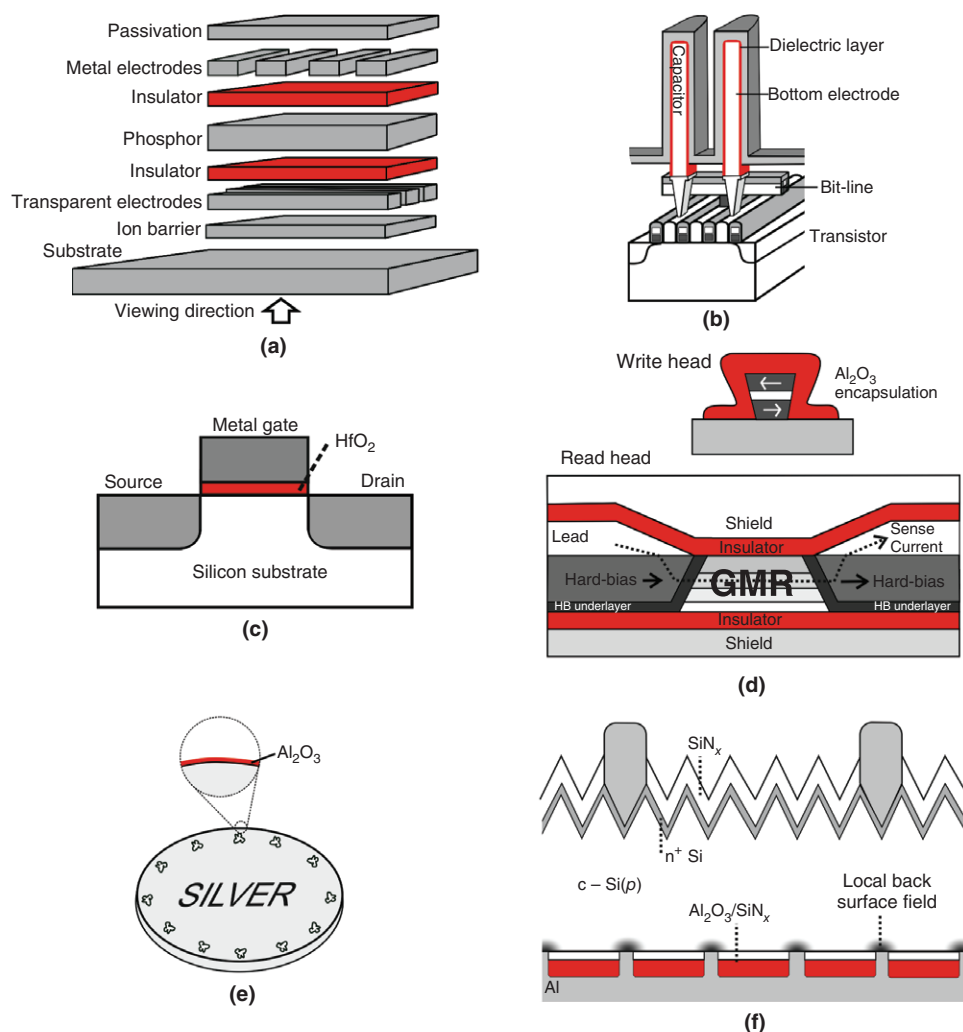 Passivation
Metal electrodes
Insulator
Phosphor
Insulator
Transparent electrodes
Ion barrier
Substrate
Viewing direction
(a)
Capacitor
Dielectric layer
Bottom electrode
Bit-line
Transistor
(b)
Metal gate
HfO₂
Source
Drain
Silicon substrate
(c)
Write head
Al₂O₃
encapsulation
Read head
Shield
Lead
Insulator
Sense
Current
Hard-bias
GMR
Hard-bias
HB underlayer
HB underlayer
Insulator
Shield
(d)
Al₂O₃
SILVER
(e)
SiNₓ
n⁺ Si
c – Si(p)
Al₂O₃/SiNₓ
Local back
surface field
Al
(f)